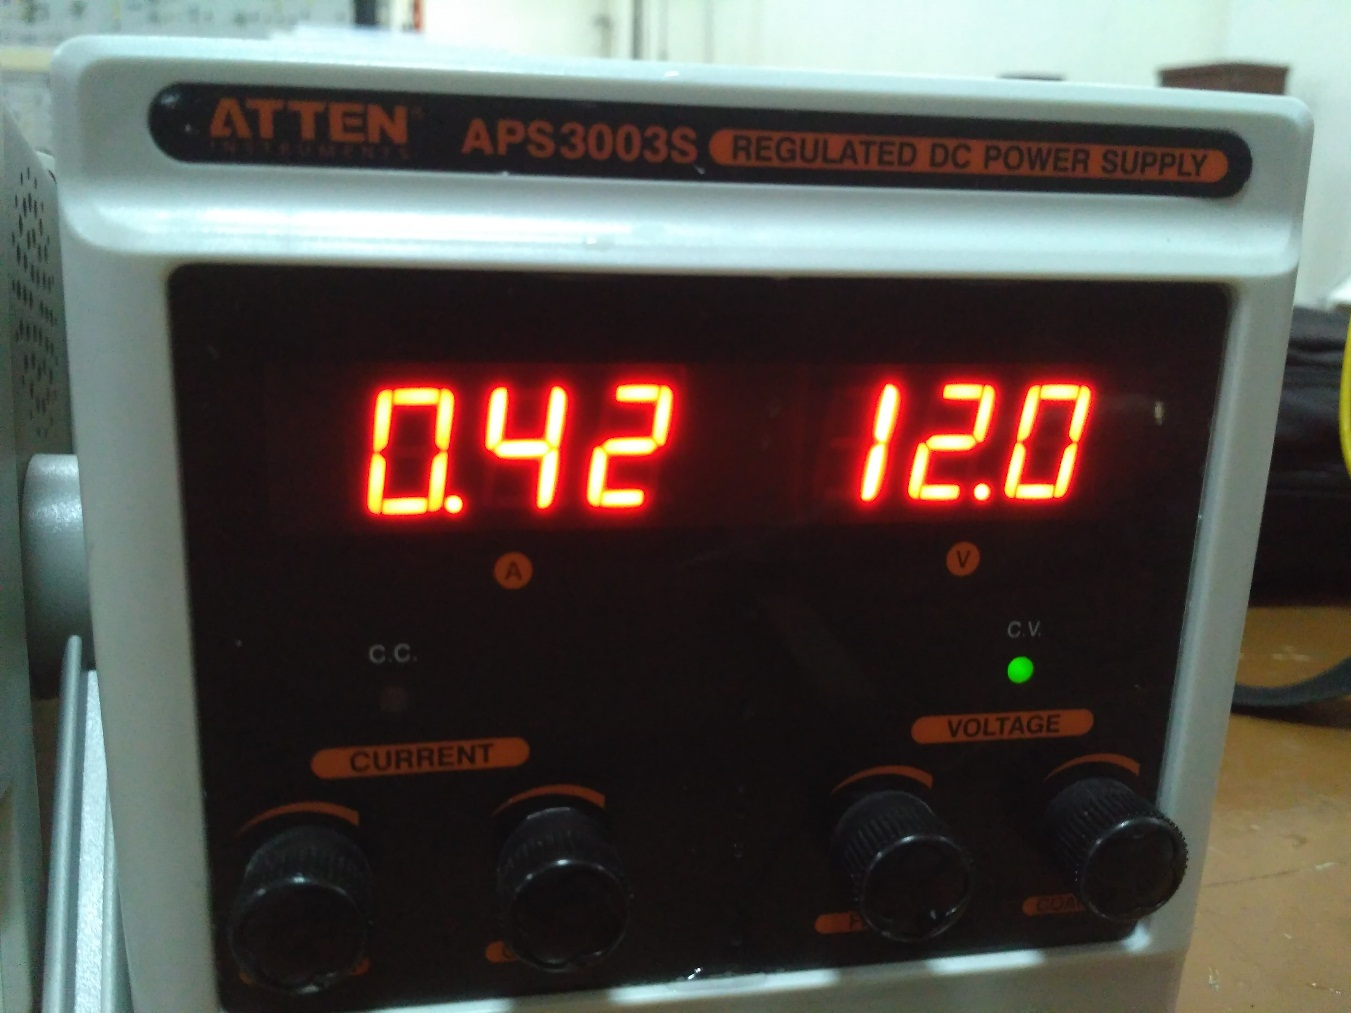 ATTEN
INSTRUMENTS
APS3003S REGULATED DC POWER SUPPLY
0.42 12.0
A V
C.C. C.V.
CURRENT VOLTAGE